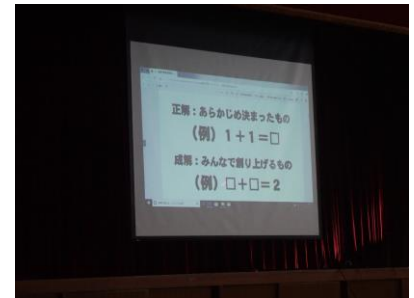 正解：あらかじめ決まったもの
（例）１＋１＝□
成解：みんなで創り上げるもの
（例）□＋□＝２